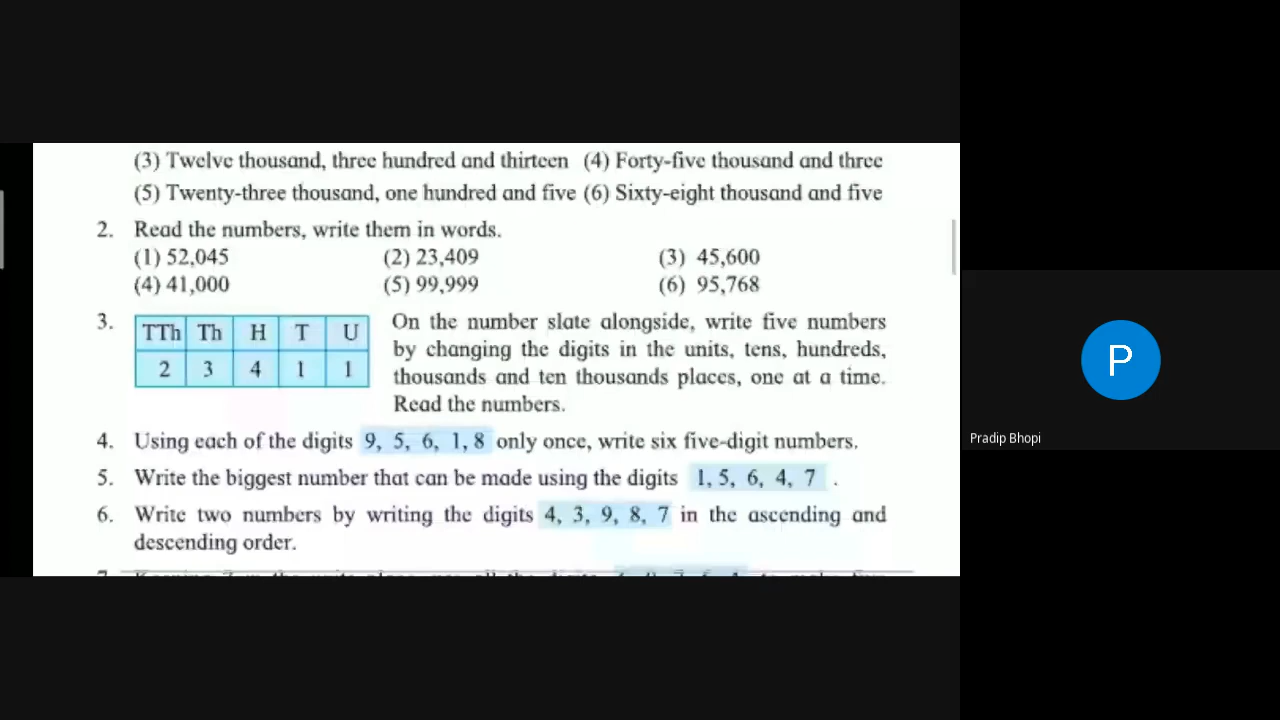 (3) Twelve thousand, three hundred and thirteen (4) Forty-five thousand and three
(5) Twenty-three thousand, one hundred and five (6) Sixty-eight thousand and five
2. Read the numbers, write them in words.
(1) 52,045 (2) 23,409 (3) 45,600
(4) 41,000 (5) 99,999 (6) 95,768
3. TTh Th H T U
2 3 4 1 1
On the number slate alongside, write five numbers
by changing the digits in the units, tens, hundreds,
thousands and ten thousands places, one at a time.
Read the numbers.
4. Using each of the digits 9, 5, 6, 1, 8 only once, write six five-digit numbers.
5. Write the biggest number that can be made using the digits 1, 5, 6, 4, 7 .
6. Write two numbers by writing the digits 4, 3, 9, 8, 7 in the ascending and
descending order.
P
Pradip Bhopi